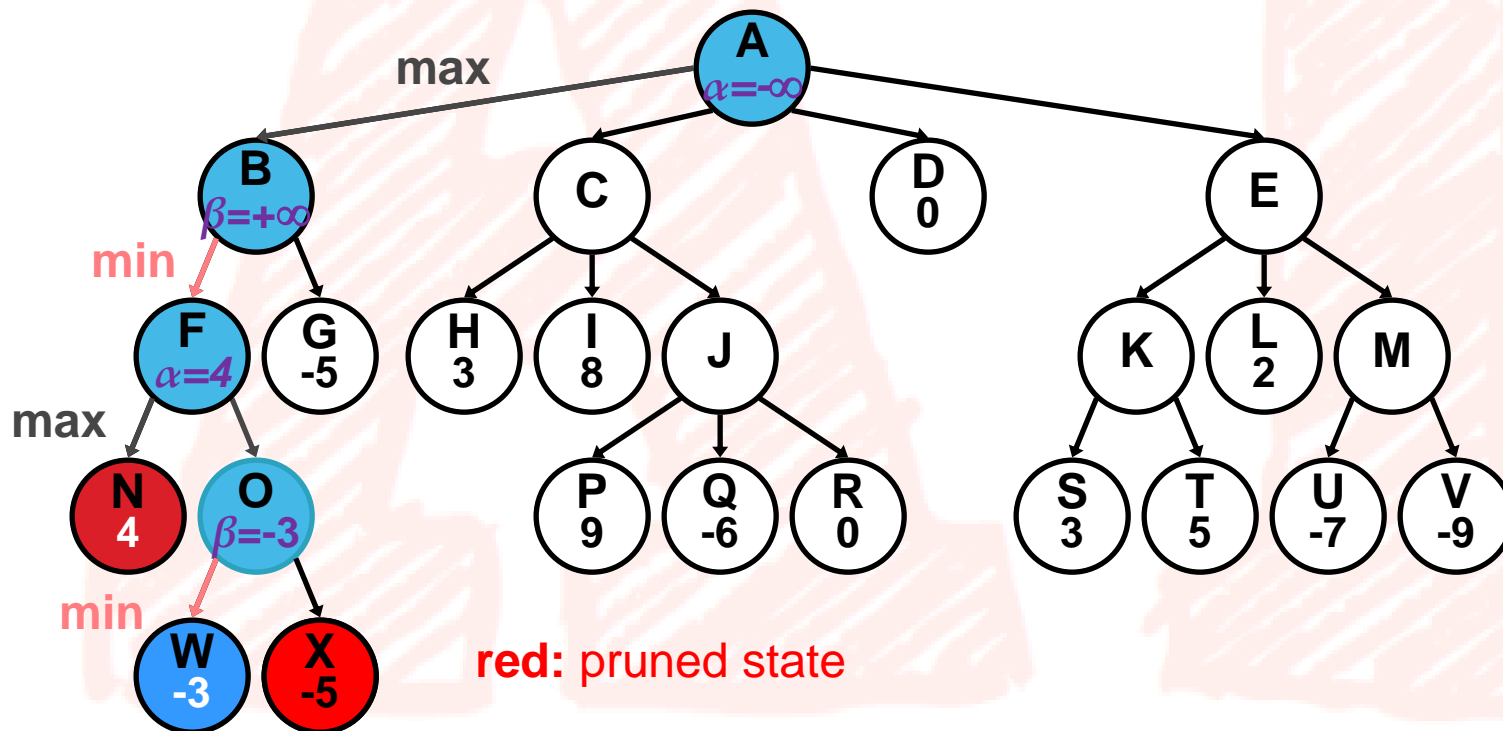 A
α=-∞
max
B
β=+∞
C
D
0
E
min
F
α=4
G
-5
H
3
I
8
J
K
L
2
M
max
N
4
O
β=-3
P
9
Q
-6
R
0
S
3
T
5
U
-7
V
-9
min
W
-3
X
-5
red: pruned state